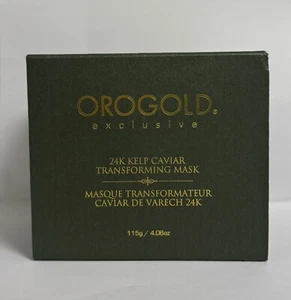 OROGOLD®
exclusive
24K KELP CAVIAR
TRANSFORMING MASK
MASQUE TRANSFORMATEUR
CAVIAR DE VARECH 24K
115g / 4.06oz